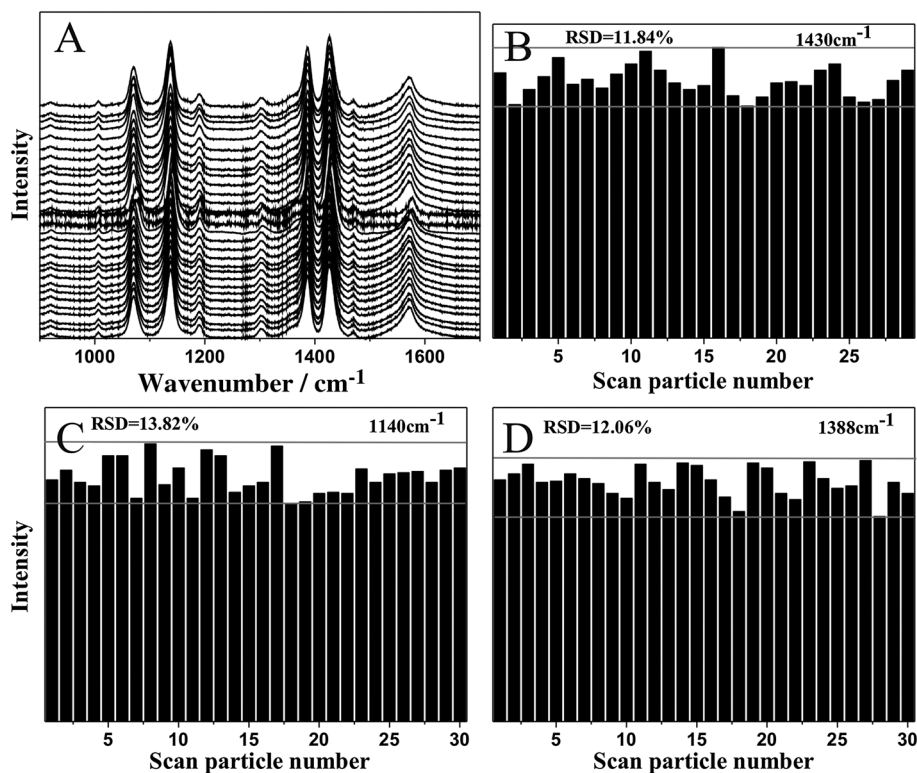 A
Intensity
1000 1200 1400 1600
Wavenumber / cm-1
B RSD=11.84% 1430cm-1
5 10 15 20 25
Scan particle number
C RSD=13.82% 1140cm-1
Intensity
5 10 15 20 25 30
Scan particle number
D RSD=12.06% 1388cm-1
5 10 15 20 25 30
Scan particle number